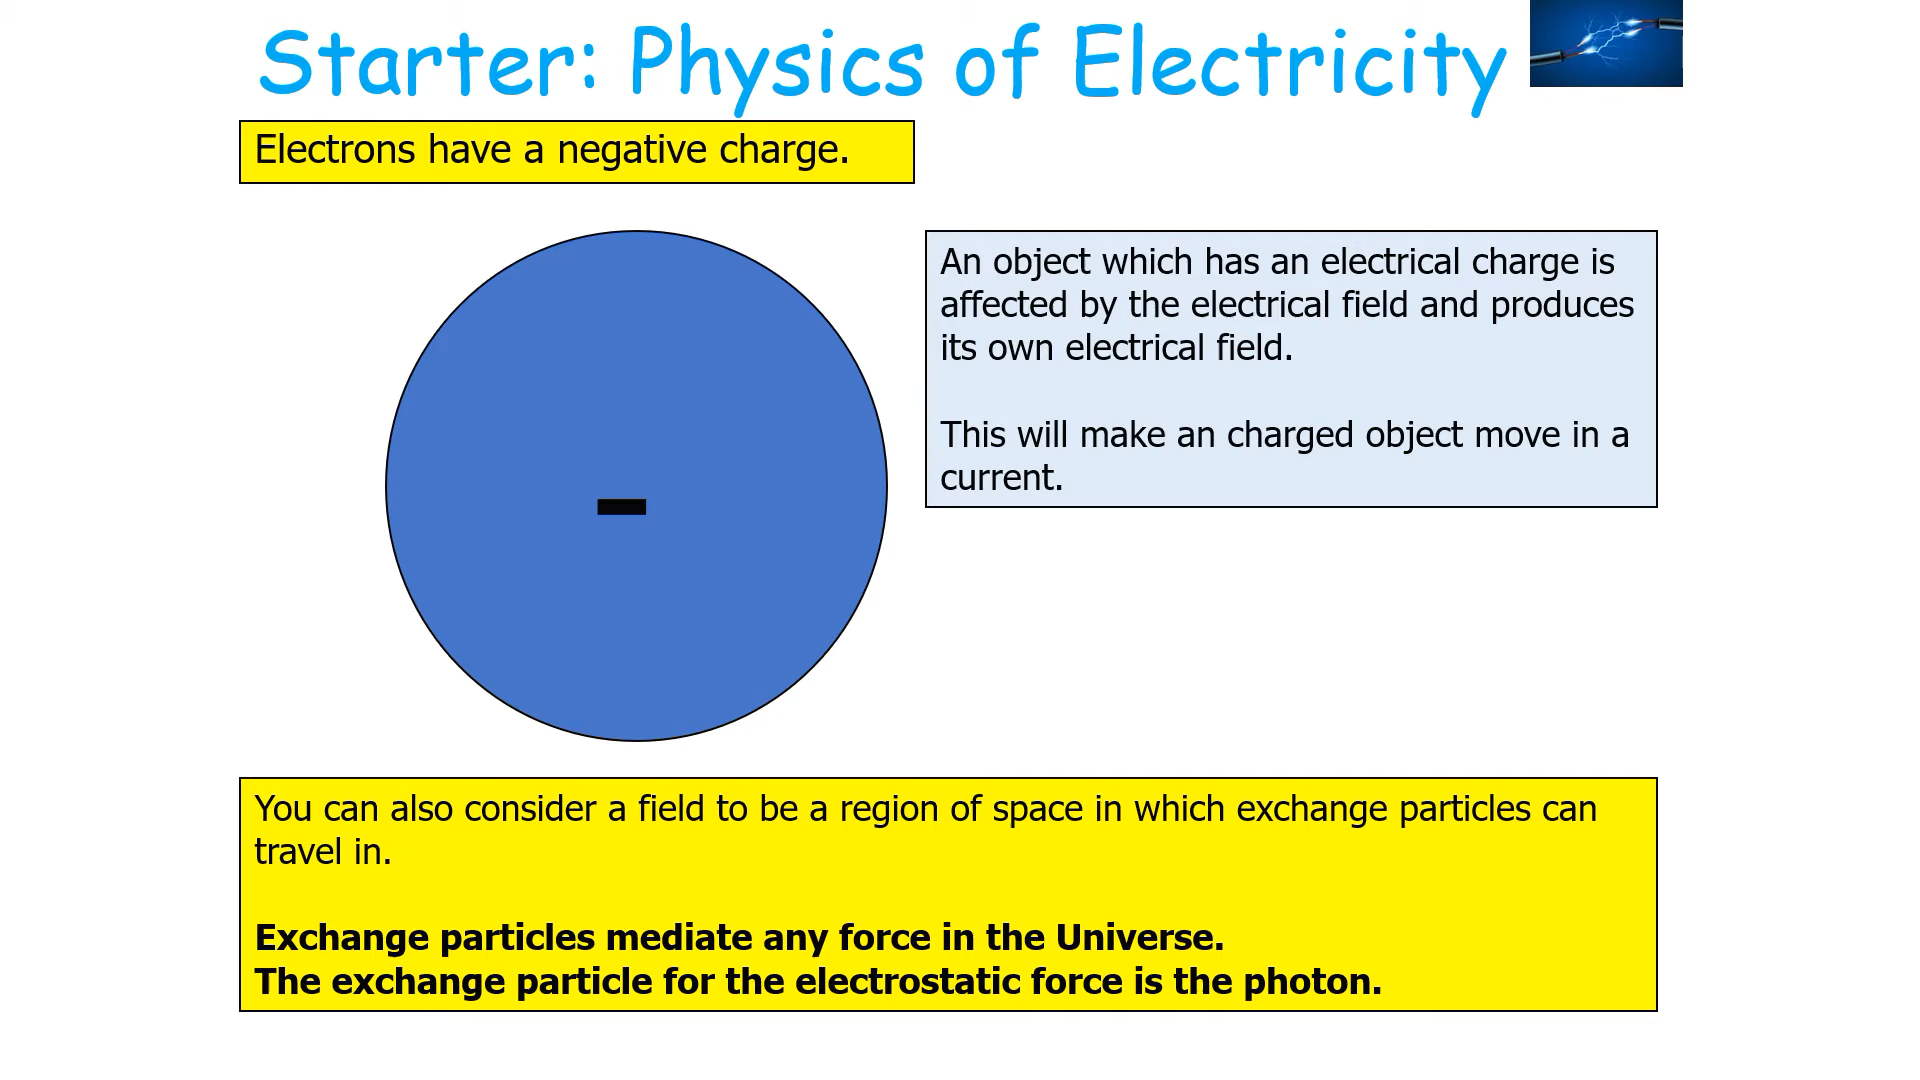 Starter: Physics of Electricity
Electrons have a negative charge.
An object which has an electrical charge is
affected by the electrical field and produces
its own electrical field.
This will make an charged object move in a
current.
-
You can also consider a field to be a region of space in which exchange particles can
travel in.
Exchange particles mediate any force in the Universe.
The exchange particle for the electrostatic force is the photon.